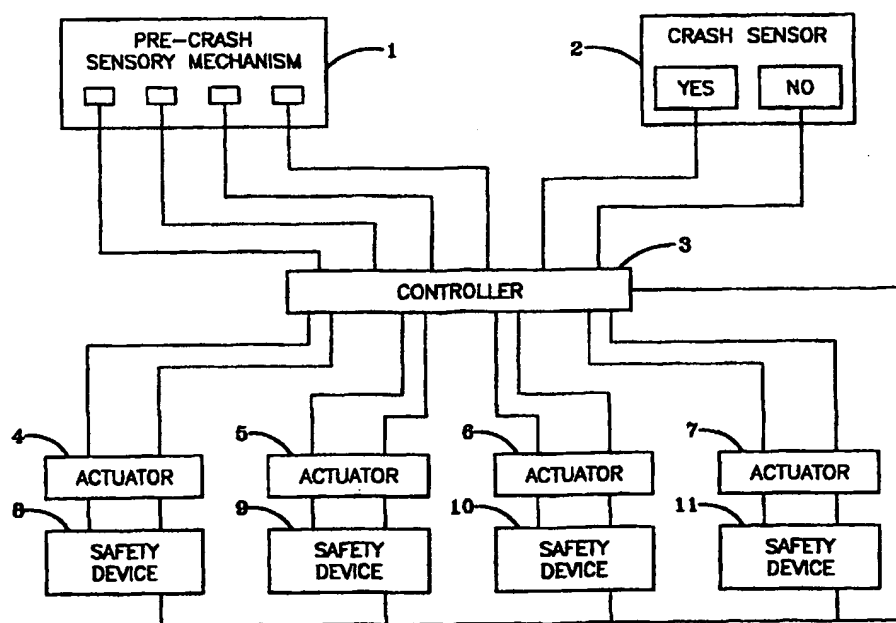 PRE-CRASH
SENSORY MECHANISM
1
2
CRASH SENSOR
YES
NO
3
CONTROLLER
4
ACTUATOR
5
ACTUATOR
6
ACTUATOR
7
ACTUATOR
8
SAFETY
DEVICE
9
SAFETY
DEVICE
10
SAFETY
DEVICE
11
SAFETY
DEVICE